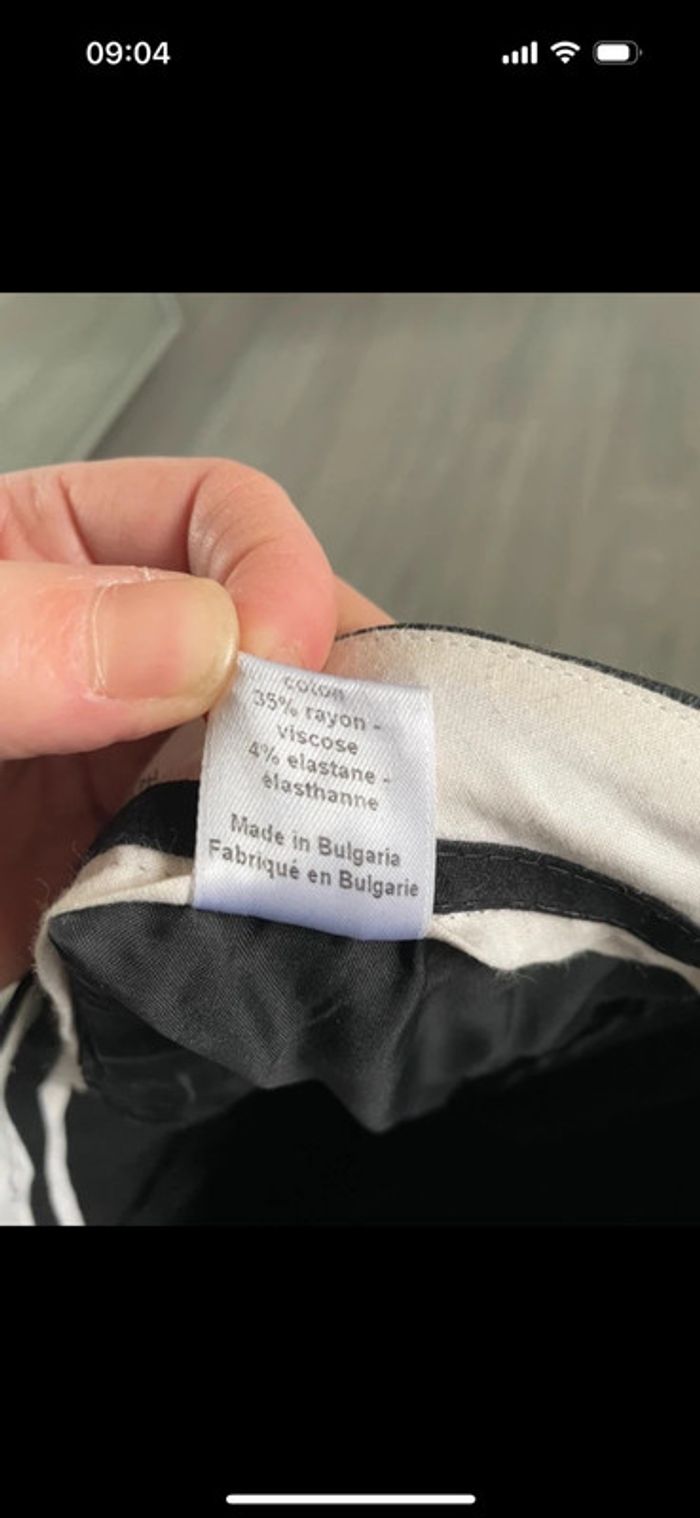 09:04
coton
35% rayon -
viscose
4% elastane -
élasthanne
Made in Bulgaria
Fabriqué en Bulgarie